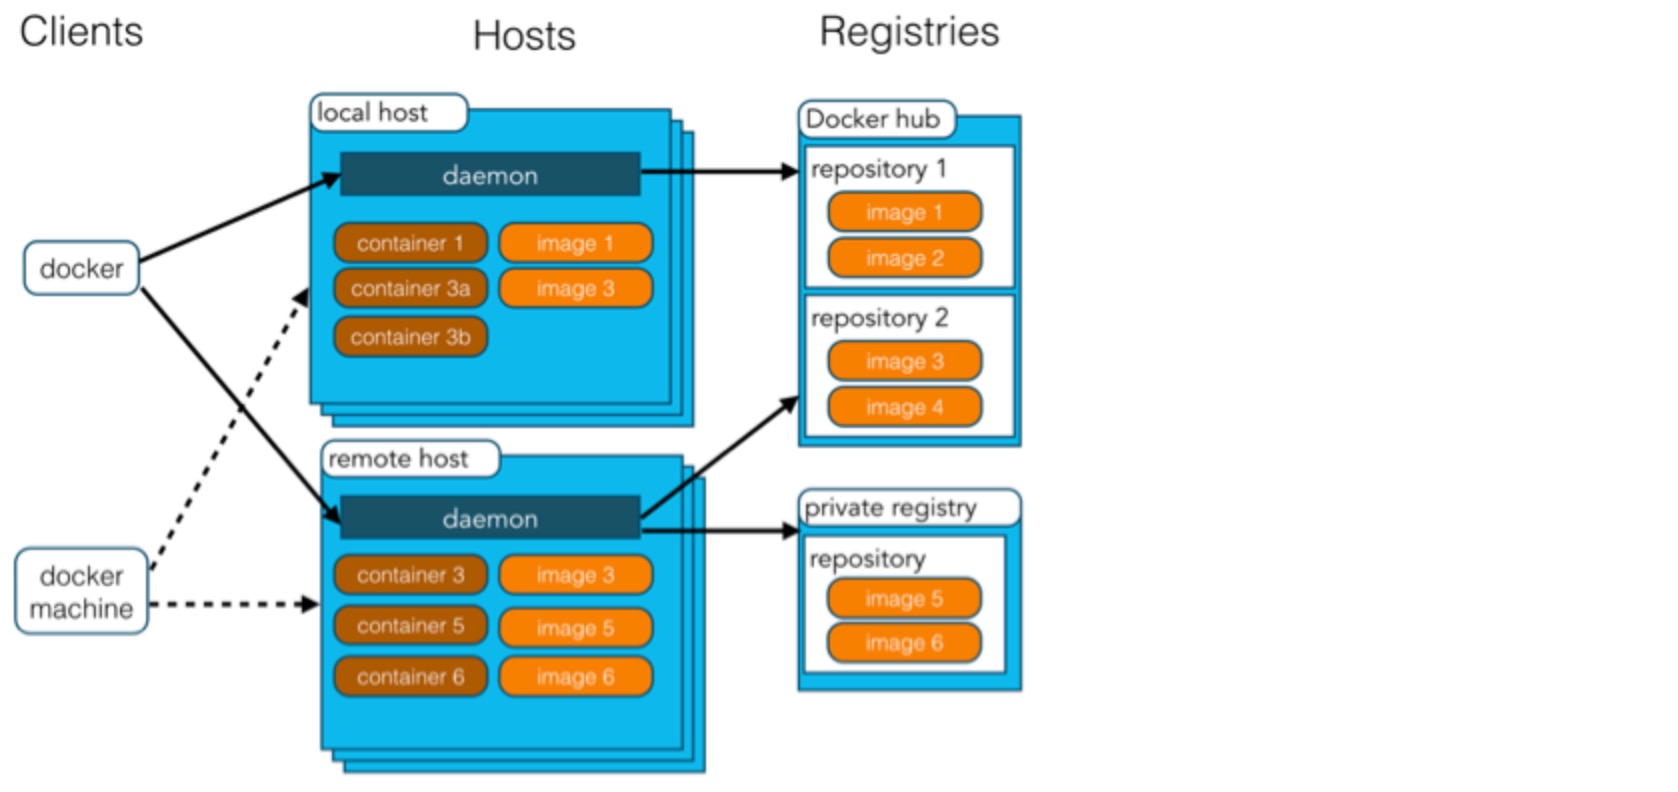 Clients
Hosts
Registries
docker
docker
machine
local host
daemon
container 1
image 1
container 3a
image 3
container 3b
remote host
daemon
container 3
image 3
container 5
image 5
container 6
image 6
Docker hub
repository 1
image 1
image 2
repository 2
image 3
image 4
private registry
repository
image 5
image 6